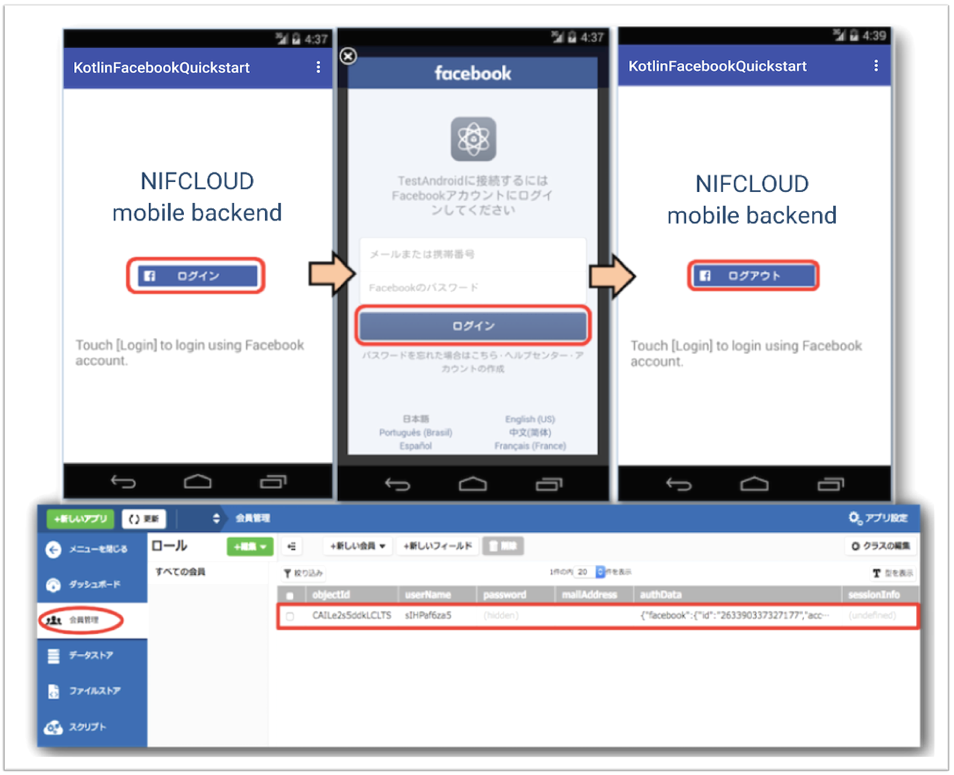 4:37
KotlinFacebookQuickstart
NIFCLOUD
mobile backend
ログイン
Touch [Login] to login using Facebook
account.
4:37
facebook
TestAndroidに接続するには
Facebookアカウントにログイ
ンしてください
メールまたは携帯番号
Facebookのパスワード
ログイン
パスワードを忘れた場合はこちら・ヘルプセンター・ア
カウントの作成
日本語
English (US)
Português (Brasil)
中文(简体)
Español
Français (France)
4:39
KotlinFacebookQuickstart
NIFCLOUD
mobile backend
ログアウト
Touch [Login] to login using Facebook
account.
+新しいアプリ
更新
会員管理
アプリ設定
メニューを閉じる
ダッシュボード
会員管理
データストア
ファイルストア
スクリプト
ロール
+編集
すべての会員
+新しい会員
+新しいフィールド
削除
クラスの編集
絞り込み
1件の内 20 件を表示
型を表示
objectId userName password mailAddress authData sessionInfo
CAILe2s5ddkLCLTS sIHPaf6za5 (hidden) {"facebook":{"id":"263390337327177","acc… (undefined)